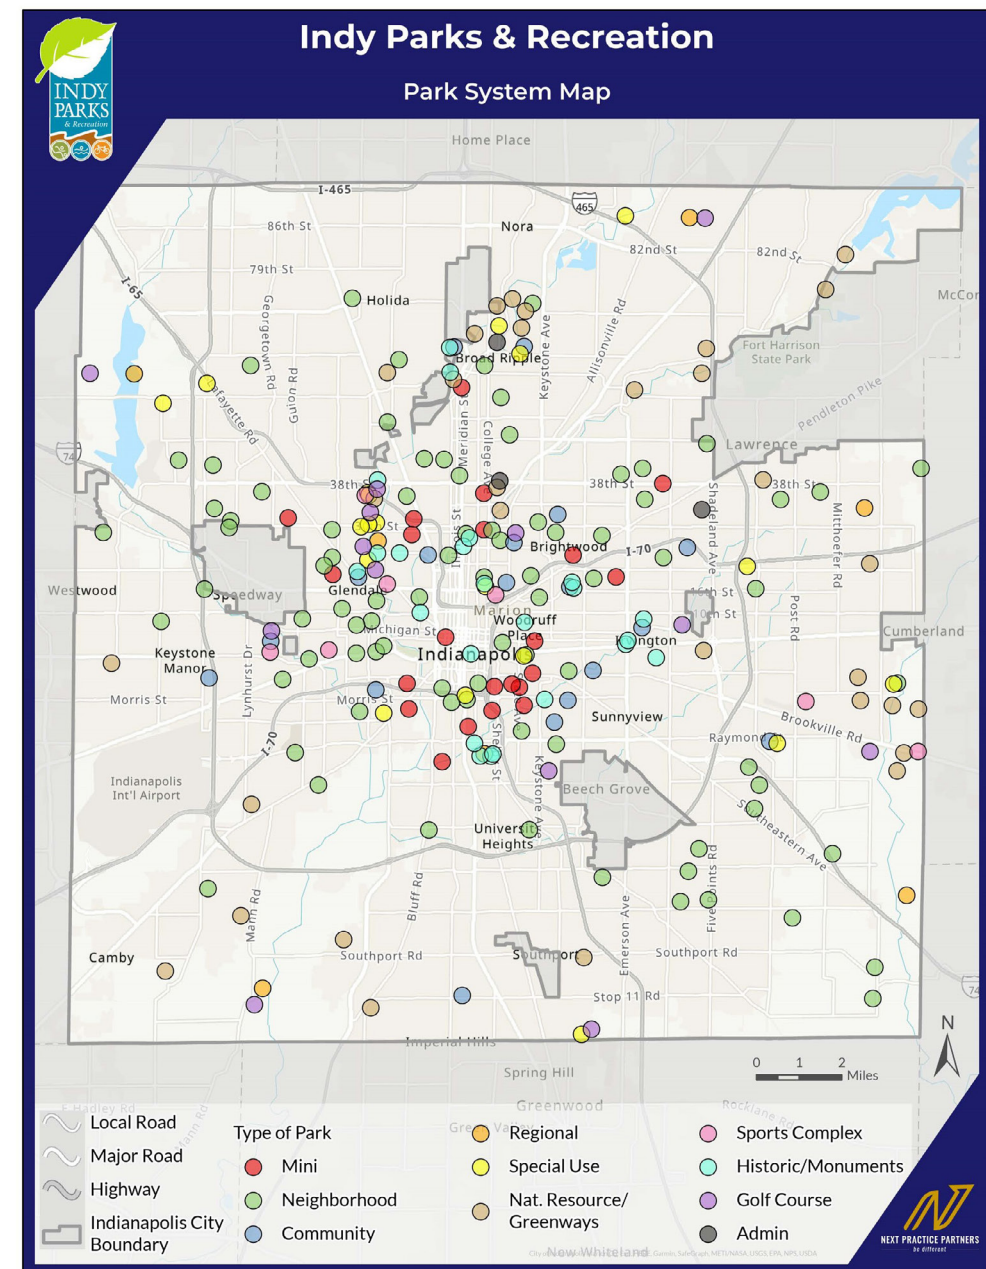 Indy Parks & Recreation
Park System Map
INDY
PARKS
& Recreation
Home Place
I-465
465
86th St
Nora
82nd St
82nd St
79th St
I-65
Georgetown Rd
Guion Rd
Holida
Keystone Ave
Allisonville Rd
McCor
Fort Harrison
State Park
Broad Ripple
Pendleton Pike
Lafayette Rd
Meridian S
College A
Lawrence
74
38th S
38th St
38th St
Shadeland Ave
Mitthoefer Rd
St
Brightwood
I-70
Westwood
Speedway
Glendale
16th St
10th St
Marion
Woodruff
Place
Michigan St
Post Rd
Cumberland
Keystone
Manor
Lynhurst Dr
Indianapol
Morris St
Morris St
Sunnyview
Brookville Rd
Raymond
I-70
Indianapolis
Int'l Airport
Keystone Ave
Beech Grove
Southeastern Ave
University
Heights
Mann Rd
Bluff Rd
Five Points Rd
Emerson Ave
Camby
Southport Rd
Southport
Southport Rd
Stop 11 Rd
74
Imperial Hills
N
0 1 2
Miles
Spring Hill
Greenwood
Rocklane Rd
Mann Rd
Local Road
Major Road
Highway
Indianapolis City
Boundary
Type of Park
Mini
Neighborhood
Community
Regional
Special Use
Nat. Resource/
Greenways
Sports Complex
Historic/Monuments
Golf Course
Admin
New Whiteland
NEXT PRACTICE PARTNERS
be different